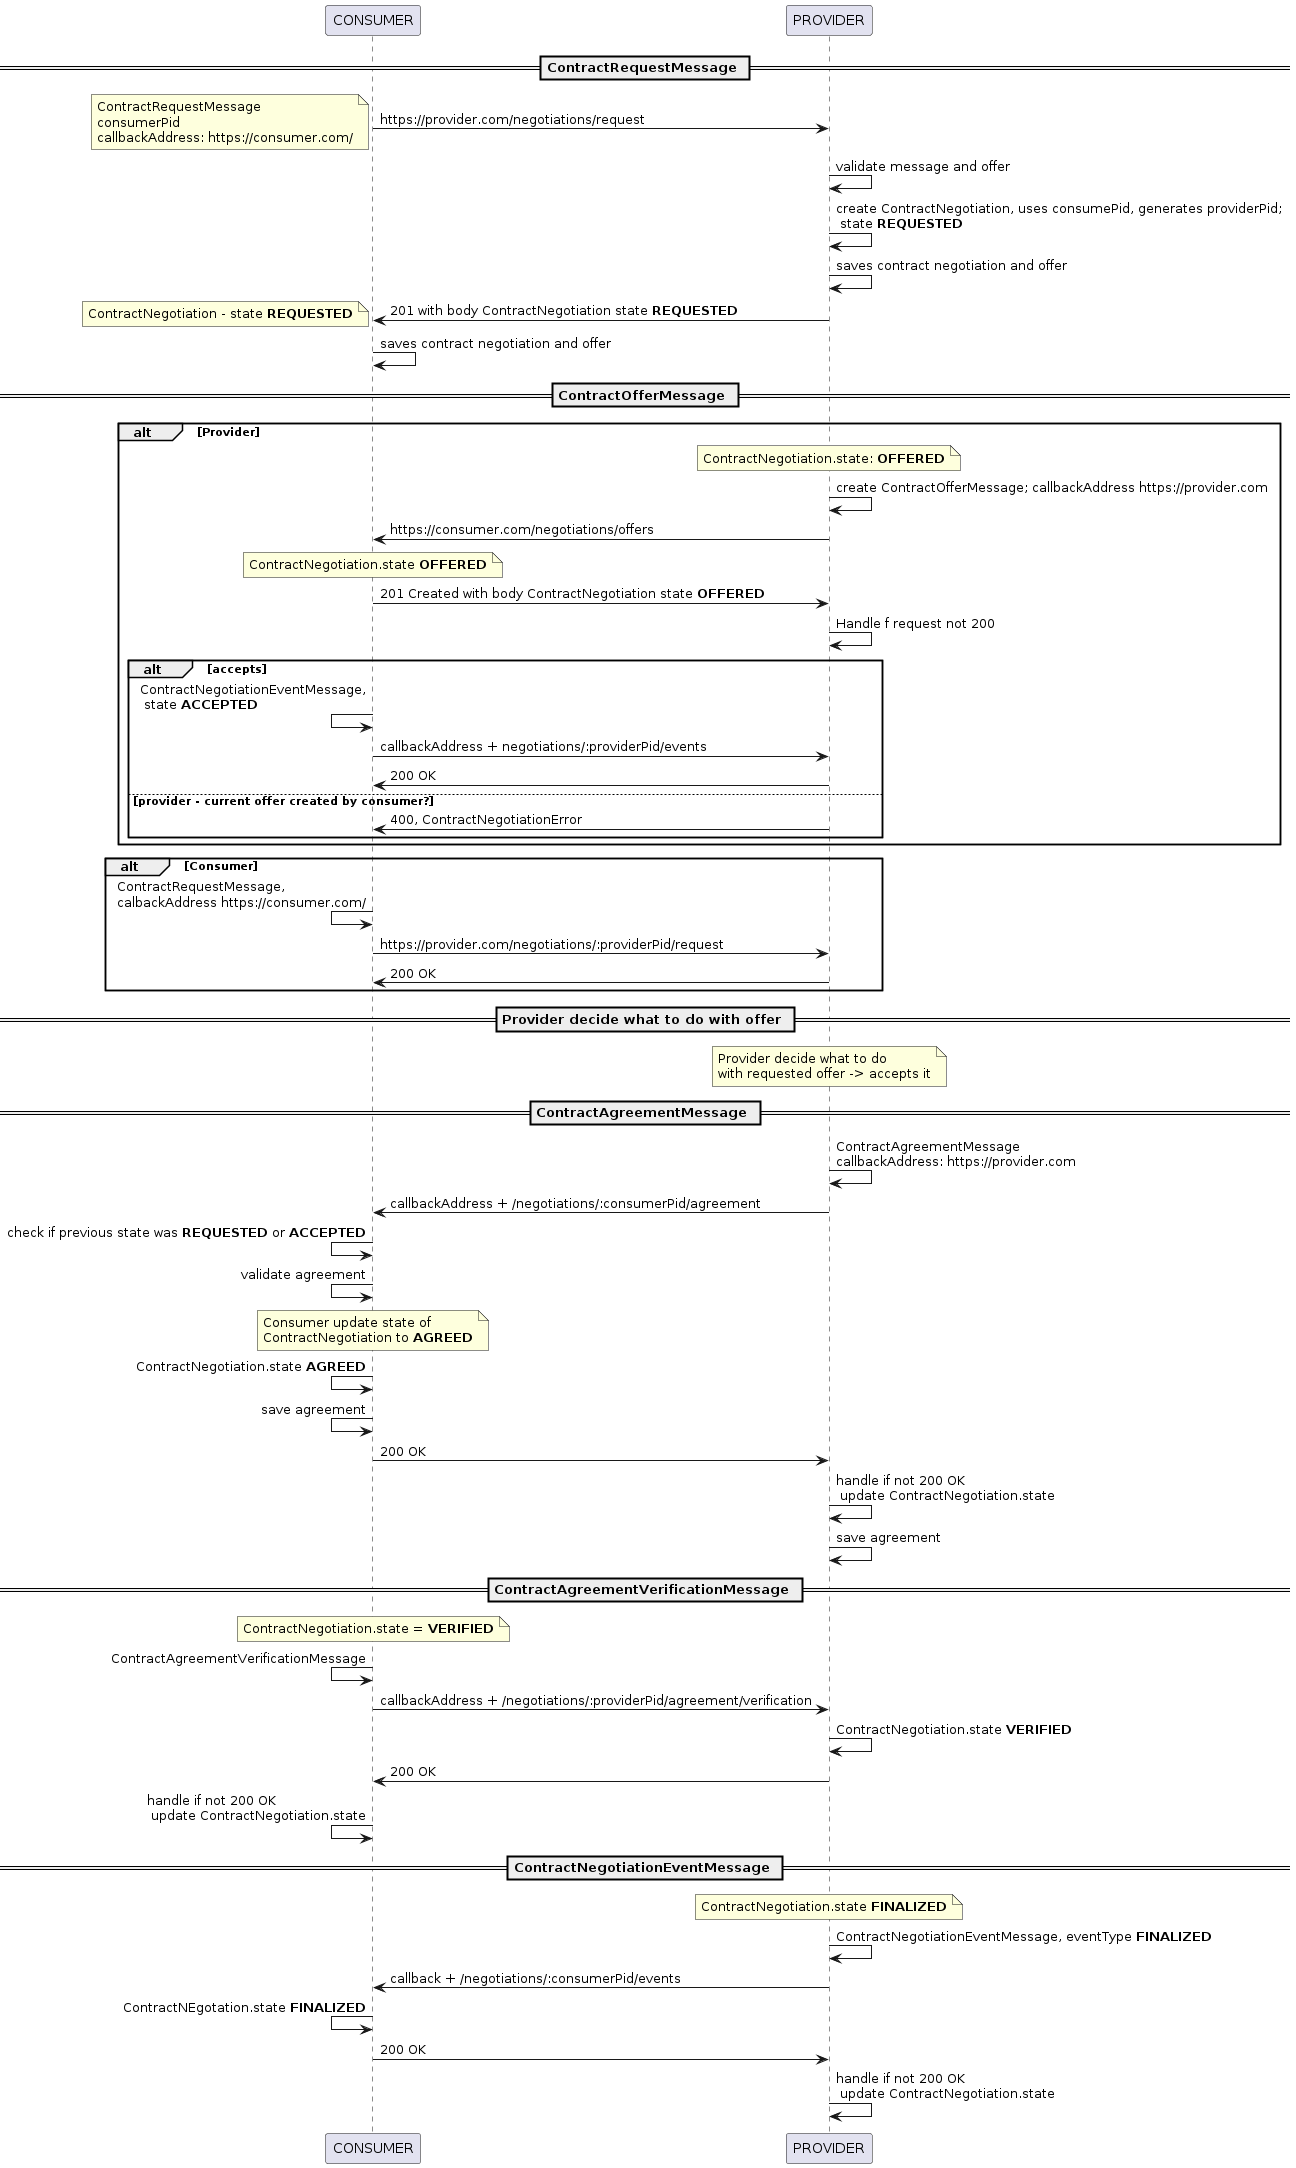 CONSUMER
PROVIDER
ContractRequestMessage
ContractRequestMessage
consumerPid
callbackAddress: https://consumer.com/
https://provider.com/negotiations/request
validate message and offer
create ContractNegotiation, uses consumePid, generates providerPid;
state REQUESTED
saves contract negotiation and offer
ContractNegotiation - state REQUESTED
201 with body ContractNegotiation state REQUESTED
saves contract negotiation and offer
ContractOfferMessage
alt
[Provider]
ContractNegotiation.state: OFFERED
create ContractOfferMessage; callbackAddress https://provider.com
https://consumer.com/negotiations/offers
ContractNegotiation.state OFFERED
201 Created with body ContractNegotiation state OFFERED
Handle f request not 200
alt
[accepts]
ContractNegotiationEventMessage,
state ACCEPTED
callbackAddress + negotiations/:providerPid/events
200 OK
[provider - current offer created by consumer?]
400, ContractNegotiationError
alt
[Consumer]
ContractRequestMessage,
calbackAddress https://consumer.com/
https://provider.com/negotiations/:providerPid/request
200 OK
Provider decide what to do with offer
Provider decide what to do
with requested offer -> accepts it
ContractAgreementMessage
ContractAgreementMessage
callbackAddress: https://provider.com
callbackAddress + /negotiations/:consumerPid/agreement
check if previous state was REQUESTED or ACCEPTED
validate agreement
Consumer update state of
ContractNegotiation to AGREED
ContractNegotiation.state AGREED
save agreement
200 OK
handle if not 200 OK
update ContractNegotiation.state
save agreement
ContractAgreementVerificationMessage
ContractNegotiation.state = VERIFIED
ContractAgreementVerificationMessage
callbackAddress + /negotiations/:providerPid/agreement/verification
ContractNegotiation.state VERIFIED
200 OK
handle if not 200 OK
update ContractNegotiation.state
ContractNegotiationEventMessage
ContractNegotiation.state FINALIZED
ContractNegotiationEventMessage, eventType FINALIZED
callback + /negotiations/:consumerPid/events
ContractNEgotation.state FINALIZED
200 OK
handle if not 200 OK
update ContractNegotiation.state
CONSUMER
PROVIDER